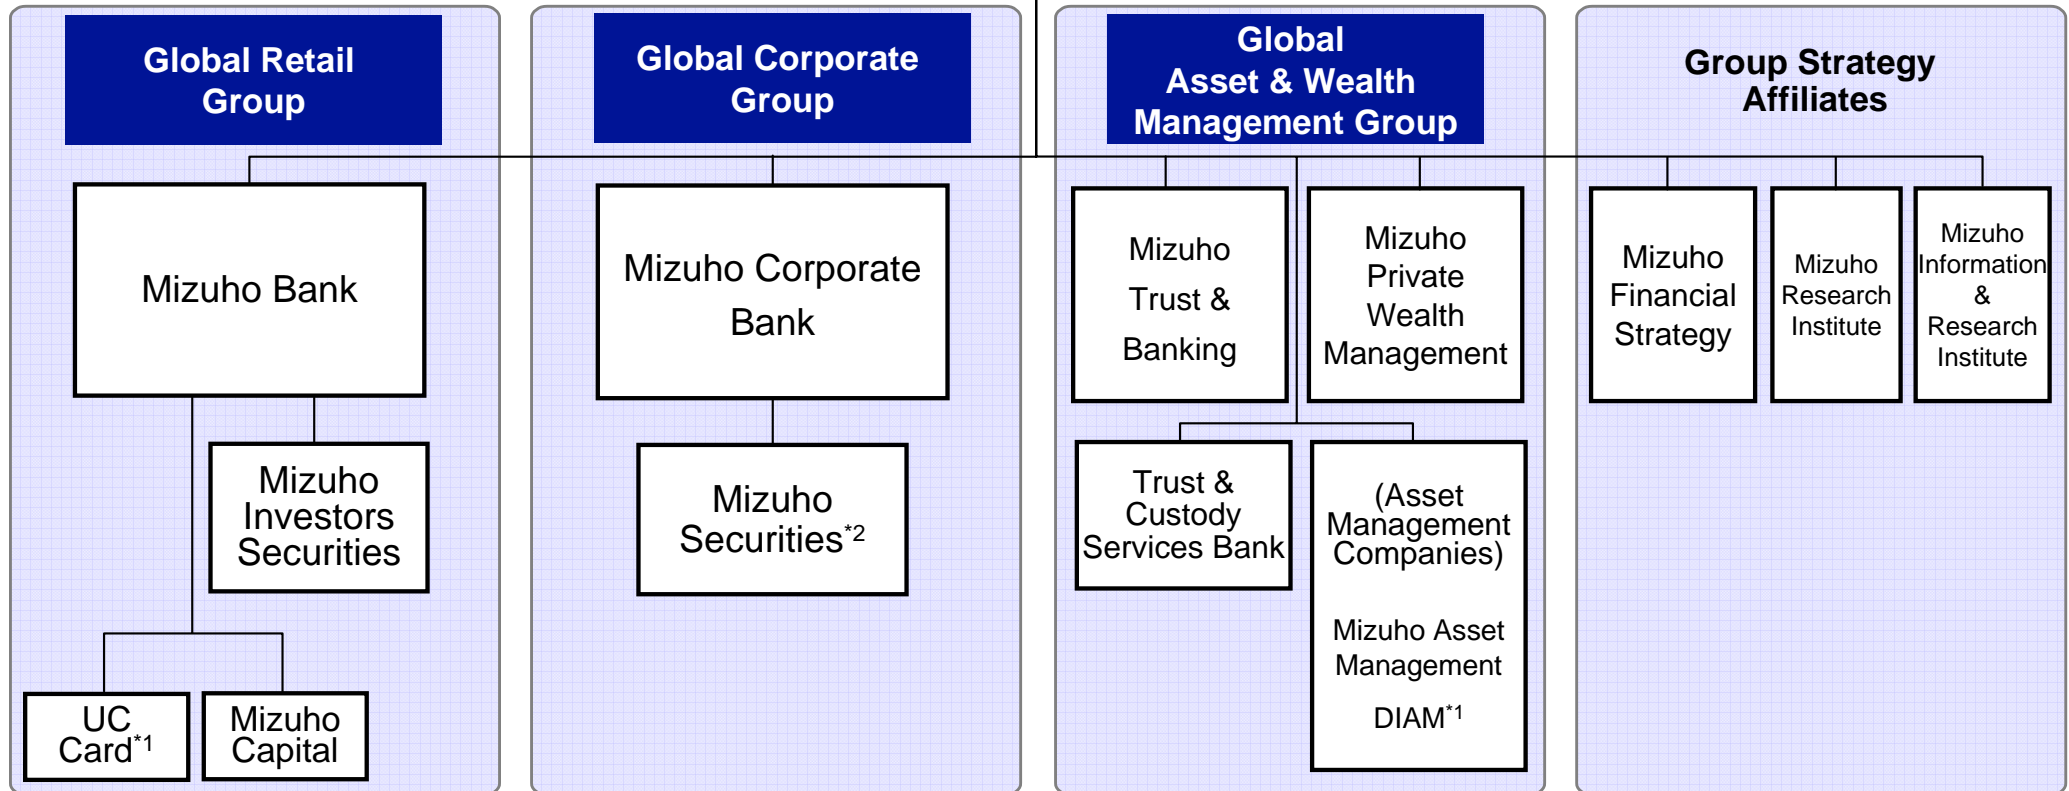 Global Retail
Group
Global Corporate
Group
Global
Asset & Wealth
Management Group
Group Strategy
Affiliates
Mizuho Bank
Mizuho Investors
Securities
UC
Card*1
Mizuho
Capital
Mizuho Corporate
Bank
Mizuho
Securities*2
Mizuho
Trust &
Banking
Mizuho
Private
Wealth
Management
Trust &
Custody
Services Bank
(Asset
Management
Companies)
Mizuho Asset
Management
DIAM*1
Mizuho
Financial
Strategy
Mizuho
Research
Institute
Mizuho
Information
&
Research
Institute